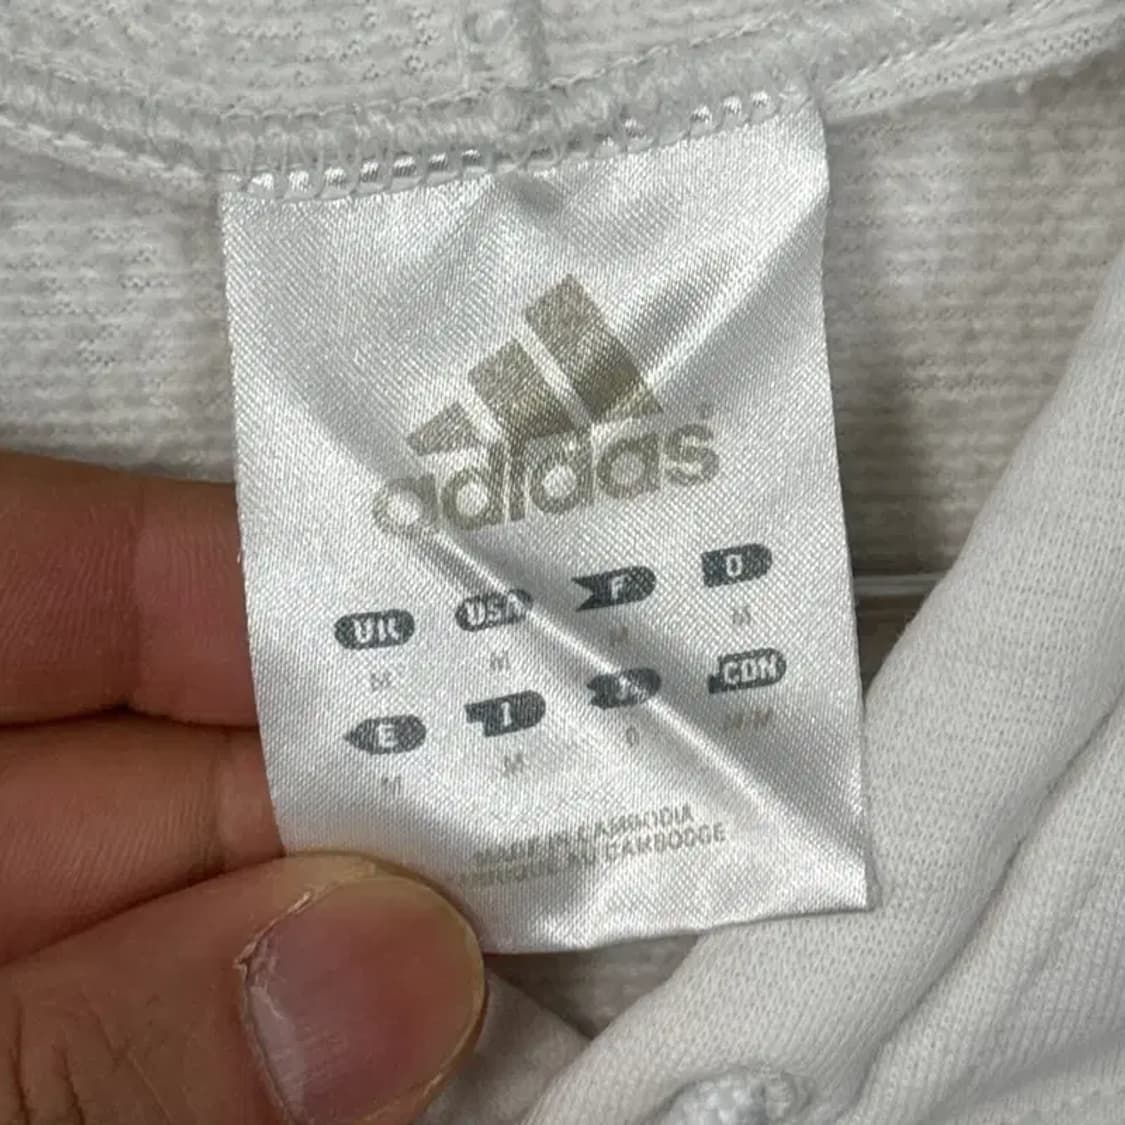 adidas
UK USA F D
M M M M
E I J CDN
M M O M/M
MADE IN CAMBODIA
FABRIQUE AU CAMBODGE